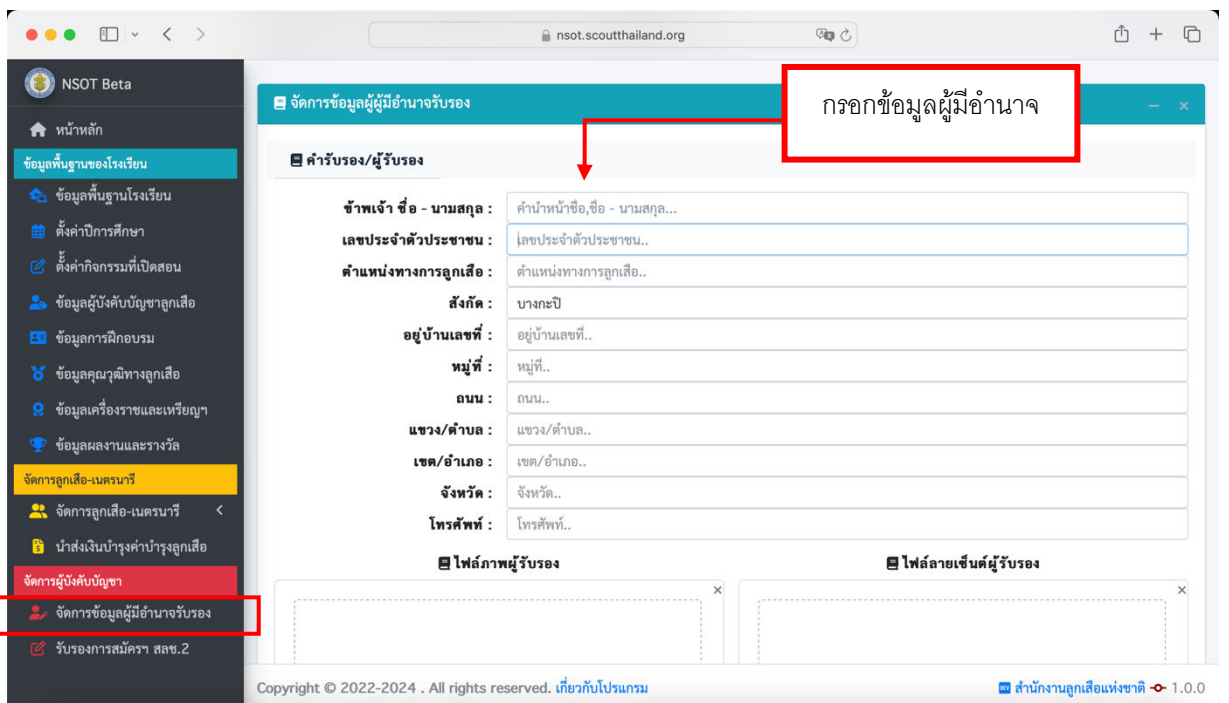 nsot.scoutthailand.org
NSOT Beta
หน้าหลัก
ข้อมูลพื้นฐานของโรงเรียน
ข้อมูลพื้นฐานโรงเรียน
ตั้งค่าปีการศึกษา
ตั้งค่ากิจกรรมที่เปิดสอน
ข้อมูลผู้บังคับบัญชาลูกเสือ
ข้อมูลการฝึกอบรม
ข้อมูลคุณวุฒิทางลูกเสือ
ข้อมูลเครื่องราชและเหรียญฯ
ข้อมูลผลงานและรางวัล
จัดการลูกเสือ-เนตรนารี
จัดการลูกเสือ-เนตรนารี
นำส่งเงินบำรุงค่าบำรุงลูกเสือ
จัดการผู้บังคับบัญชา
จัดการข้อมูลผู้มีอำนาจรับรอง
รับรองการสมัครฯ สลช.2
จัดการข้อมูลผู้ผู้มีอำนาจรับรอง
กรอกข้อมูลผู้มีอำนาจ
คำรับรอง/ผู้รับรอง
ข้าพเจ้า ชื่อ - นามสกุล : คำนำหน้าชื่อ,ชื่อ - นามสกุล...
เลขประจำตัวประชาชน : เลขประจำตัวประชาชน..
ตำแหน่งทางการลูกเสือ : ตำแหน่งทางการลูกเสือ..
สังกัด : บางกะปิ
อยู่บ้านเลขที่ : อยู่บ้านเลขที่..
หมู่ที่ : หมู่ที่..
ถนน : ถนน..
แขวง/ตำบล : แขวง/ตำบล..
เขต/อำเภอ : เขต/อำเภอ..
จังหวัด : จังหวัด..
โทรศัพท์ : โทรศัพท์..
ไฟล์ภาพผู้รับรอง ไฟล์ลายเซ็นต์ผู้รับรอง
Copyright © 2022-2024 . All rights reserved. เกี่ยวกับโปรแกรม สำนักงานลูกเสือแห่งชาติ 1.0.0